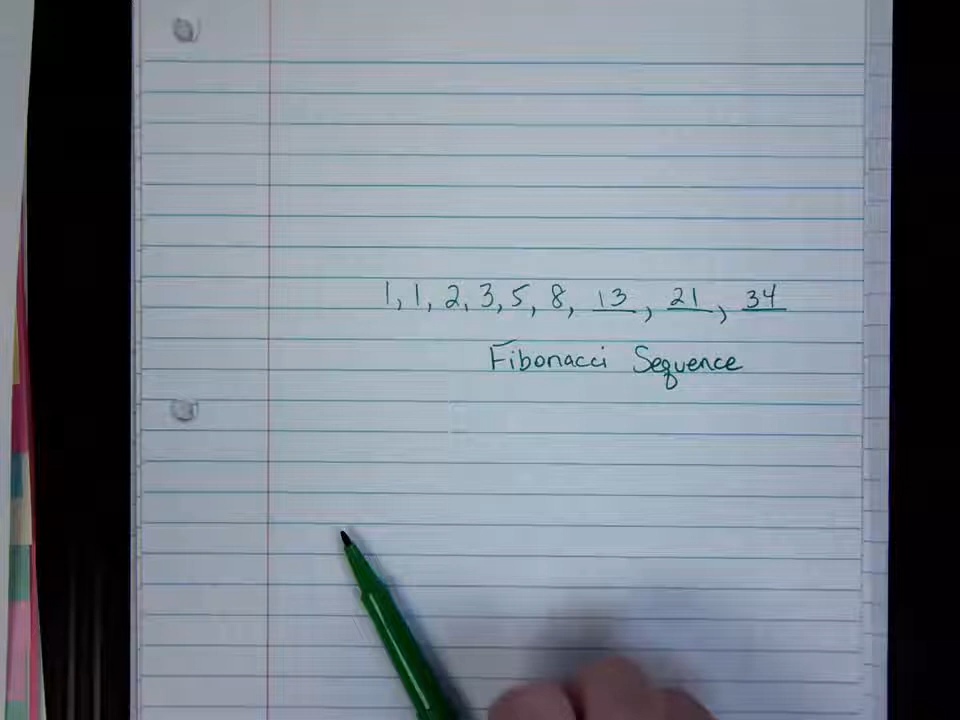 1, 1, 2, 3, 5, 8, 13, 21, 34
Fibonacci Sequence